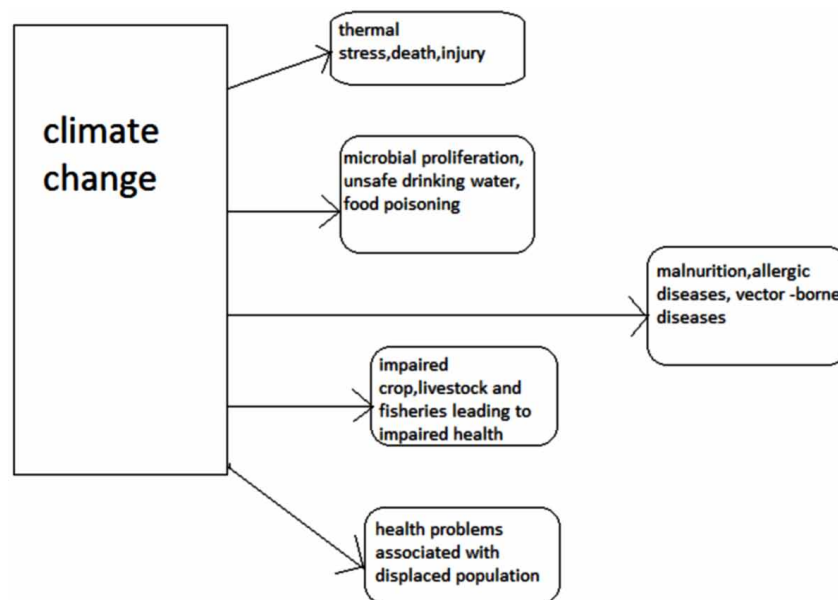 climate
change
thermal
stress,death,injury
microbial proliferation,
unsafe drinking water,
food poisoning
malnurition,allergic
diseases, vector -borne
diseases
impaired
crop,livestock and
fisheries leading to
impaired health
health problems
associated with
displaced population